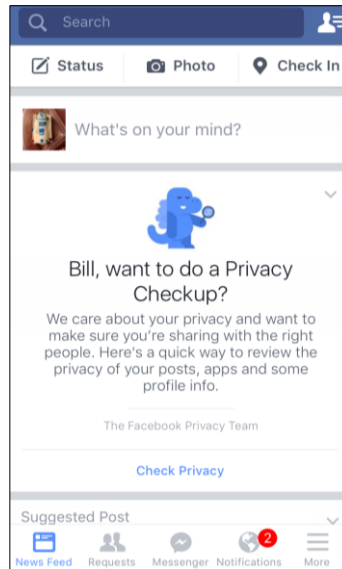 Search
Status Photo Check In
What's on your mind?
Bill, want to do a Privacy
Checkup?
We care about your privacy and want to
make sure you're sharing with the right
people. Here's a quick way to review the
privacy of your posts, apps and some
profile info.
The Facebook Privacy Team
Check Privacy
Suggested Post
2
News Feed Requests Messenger Notifications More